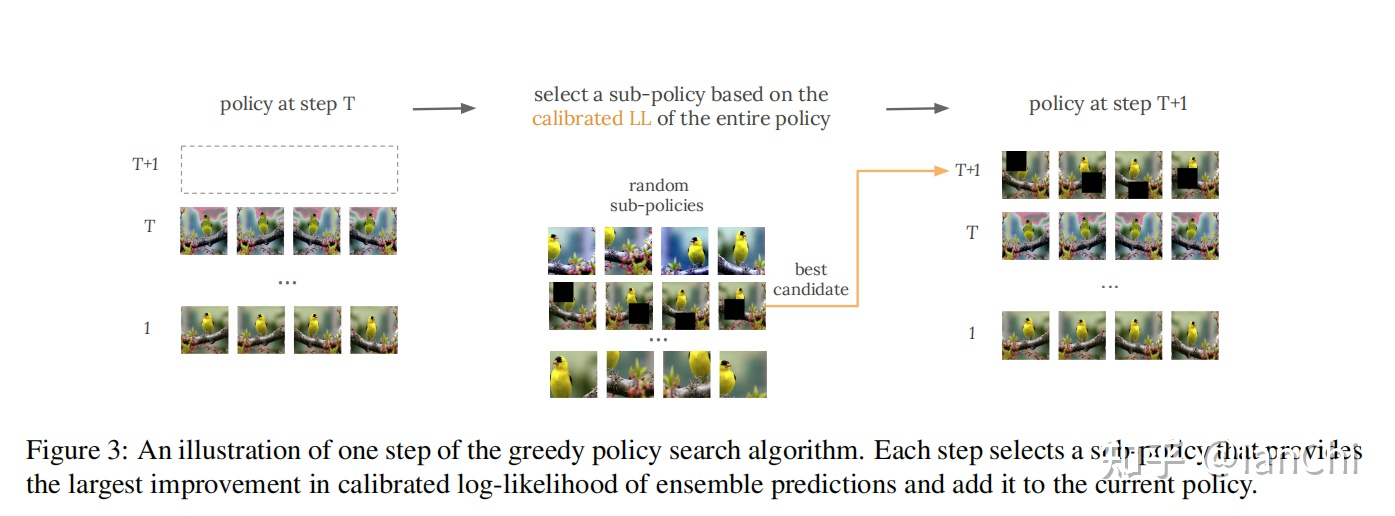 policy at step T
select a sub-policy based on the
calibrated LL of the entire policy
policy at step T+1
T+1
T
...
1
random
sub-policies
...
best
candidate
T+1
T
...
1
Figure 3: An illustration of one step of the greedy policy search algorithm. Each step selects a sub-policy that provides
the largest improvement in calibrated log-likelihood of ensemble predictions and add it to the current policy.
知乎 @IanChi